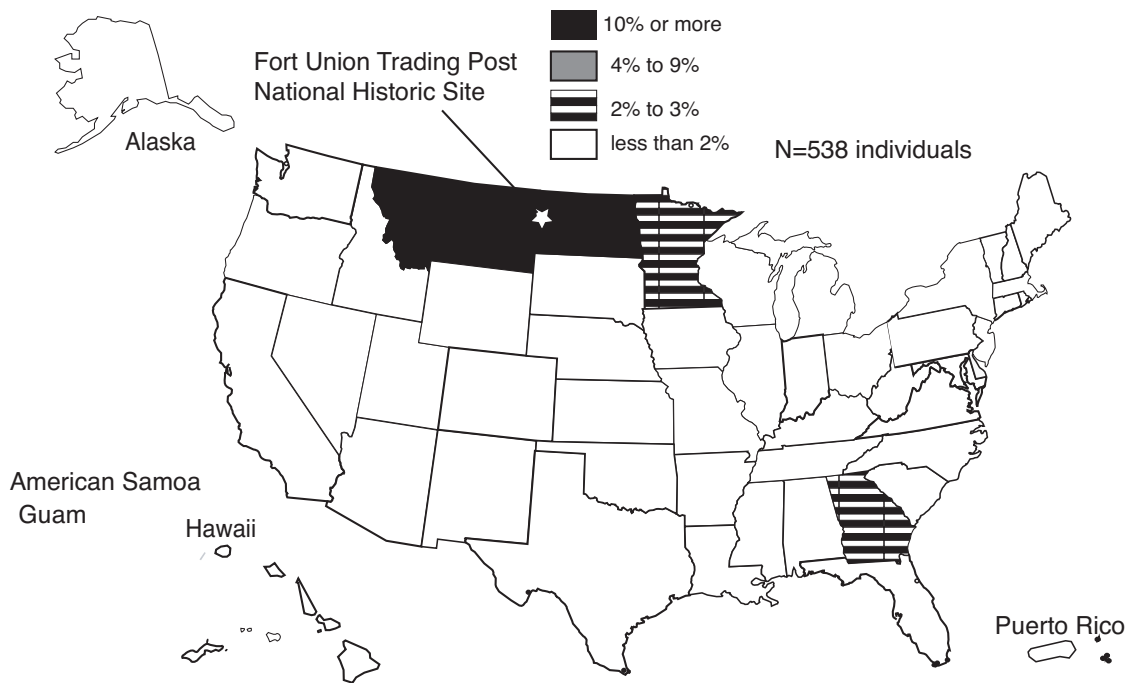 10% or more
4% to 9%
2% to 3%
less than 2%
N=538 individuals
Fort Union Trading Post
National Historic Site
Alaska
American Samoa
Guam
Hawaii
Puerto Rico